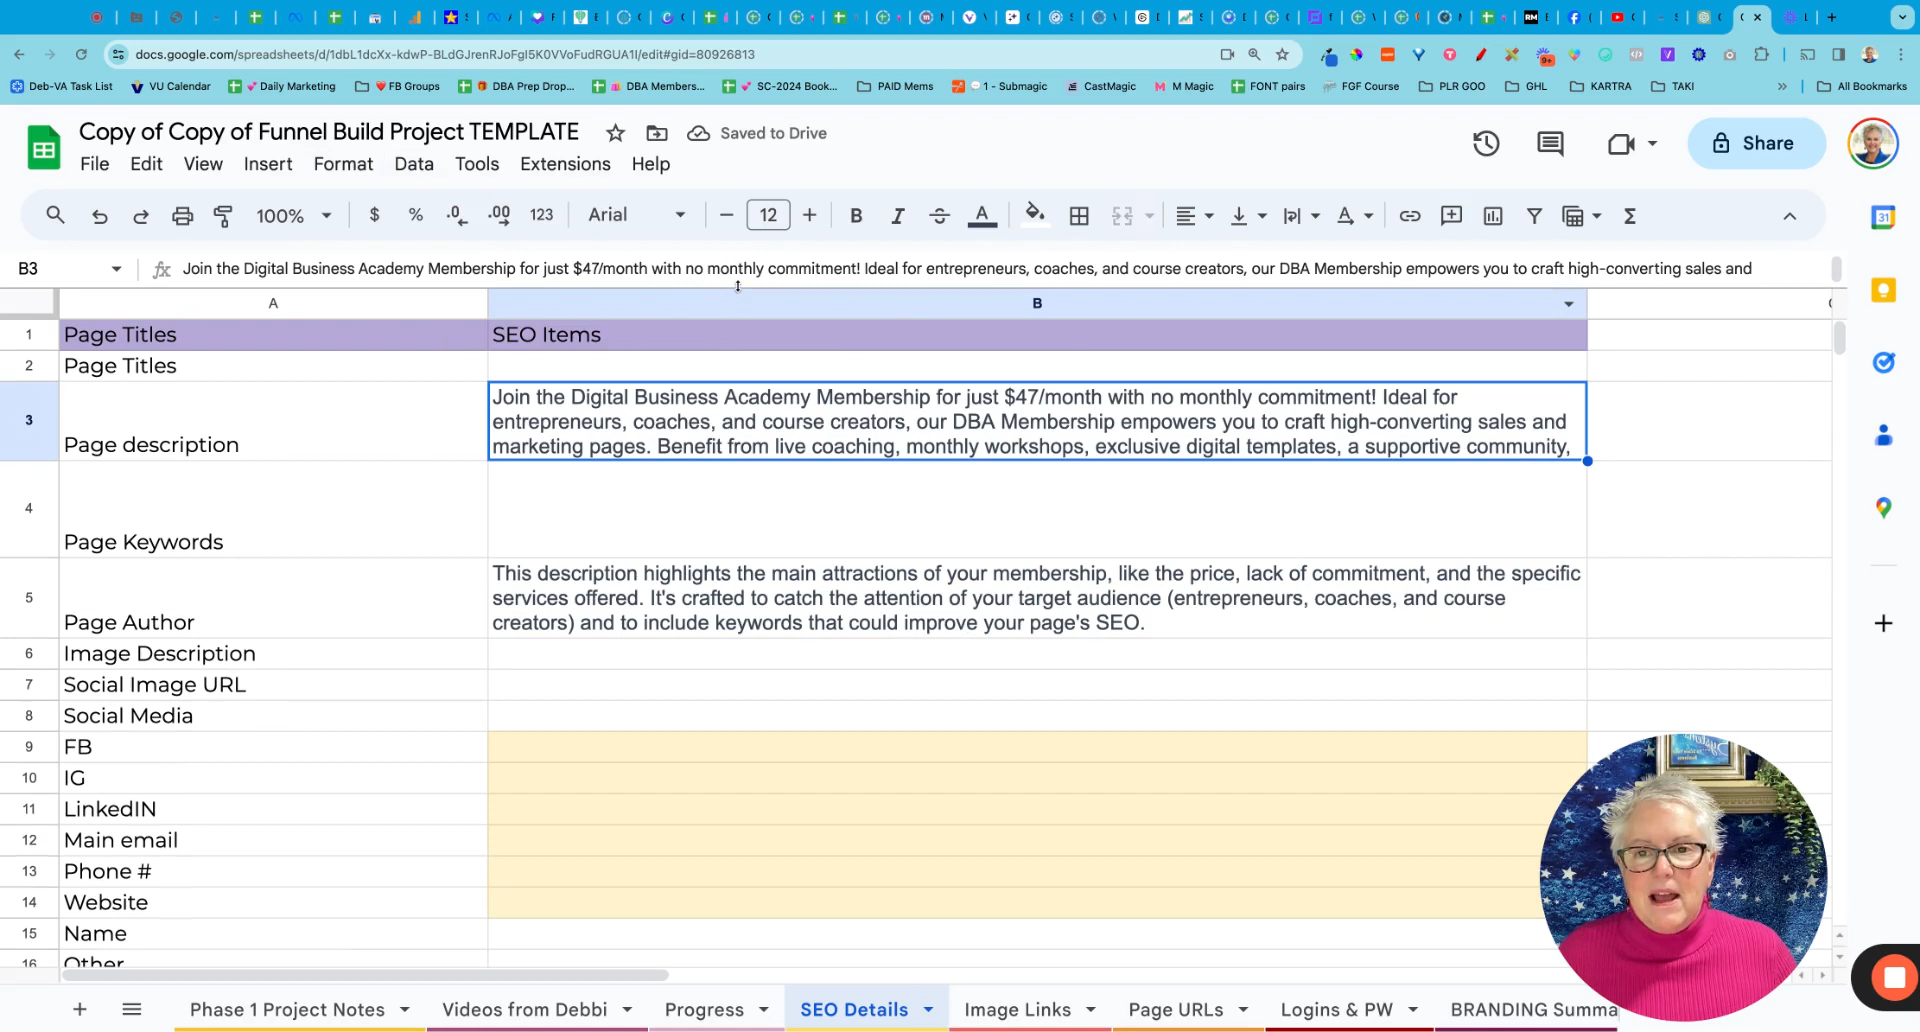 docs.google.com/spreadsheets/d/1dbL1dcXx-kdwP-BLdGJrenRJoFgI5K0VVoFudRGUA1I/edit#gid=80926813
Deb-VA Task List
VU Calendar
Daily Marketing
FB Groups
DBA Prep Drop...
DBA Members...
SC-2024 Book...
PAID Mems
1 - Submagic
CastMagic
M Magic
FONT pairs
FGF Course
PLR GOO
GHL
KARTRA
TAKI
All Bookmarks
Copy of Copy of Funnel Build Project TEMPLATE
Saved to Drive
File Edit View Insert Format Data Tools Extensions Help
Share
100% $ % .0 .00 123 Arial 12
B3
Join the Digital Business Academy Membership for just $47/month with no monthly commitment! Ideal for entrepreneurs, coaches, and course creators, our DBA Membership empowers you to craft high-converting sales and
A B
1 Page Titles SEO Items
2 Page Titles
3 Page description
Join the Digital Business Academy Membership for just $47/month with no monthly commitment! Ideal for
entrepreneurs, coaches, and course creators, our DBA Membership empowers you to craft high-converting sales and
marketing pages. Benefit from live coaching, monthly workshops, exclusive digital templates, a supportive community,
4 Page Keywords
5 Page Author
This description highlights the main attractions of your membership, like the price, lack of commitment, and the specific
services offered. It's crafted to catch the attention of your target audience (entrepreneurs, coaches, and course
creators) and to include keywords that could improve your page's SEO.
6 Image Description
7 Social Image URL
8 Social Media
9 FB
10 IG
11 LinkedIN
12 Main email
13 Phone #
14 Website
15 Name
16 Other
Phase 1 Project Notes
Videos from Debbi
Progress
SEO Details
Image Links
Page URLs
Logins & PW
BRANDING Summa